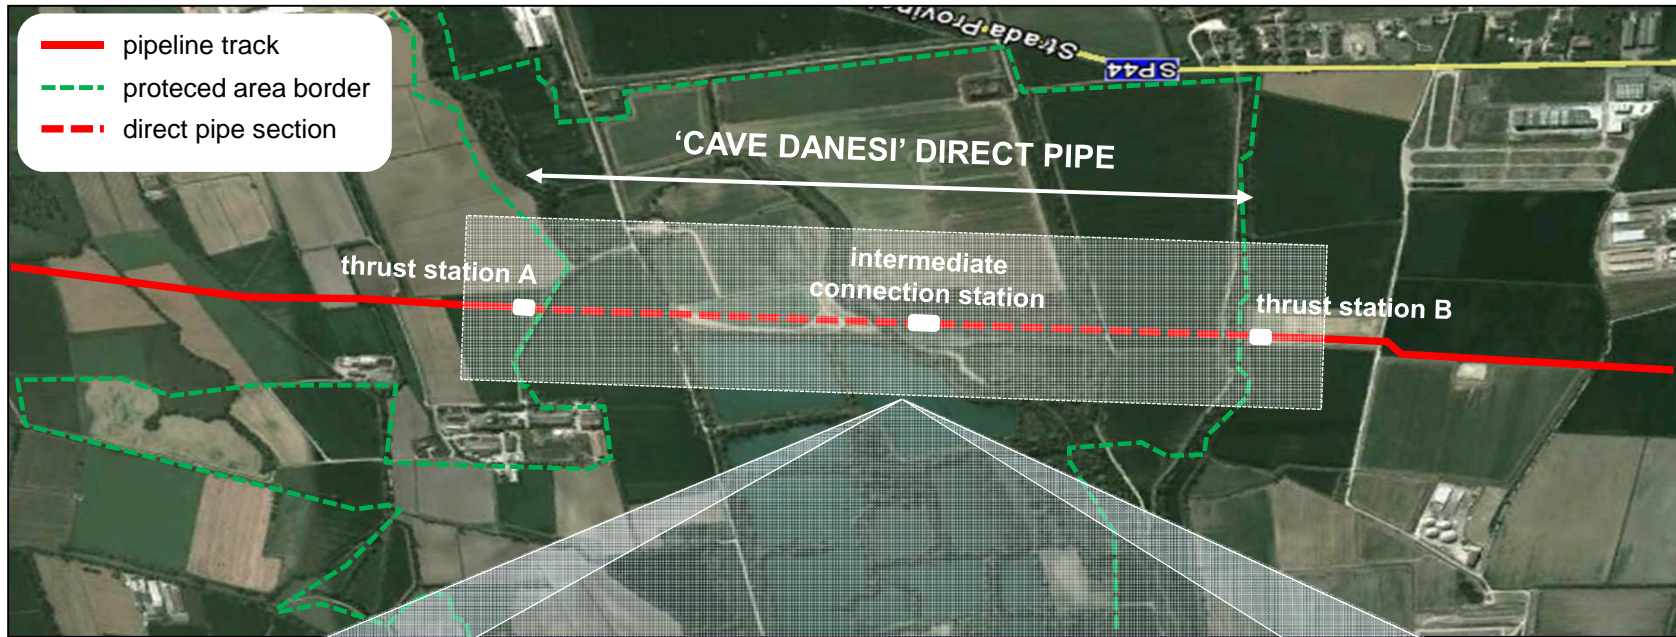 pipeline track
proteced area border
direct pipe section
Strada Provin
SP44
‘CAVE DANESI’ DIRECT PIPE
thrust station A
intermediate
connection station
thrust station B